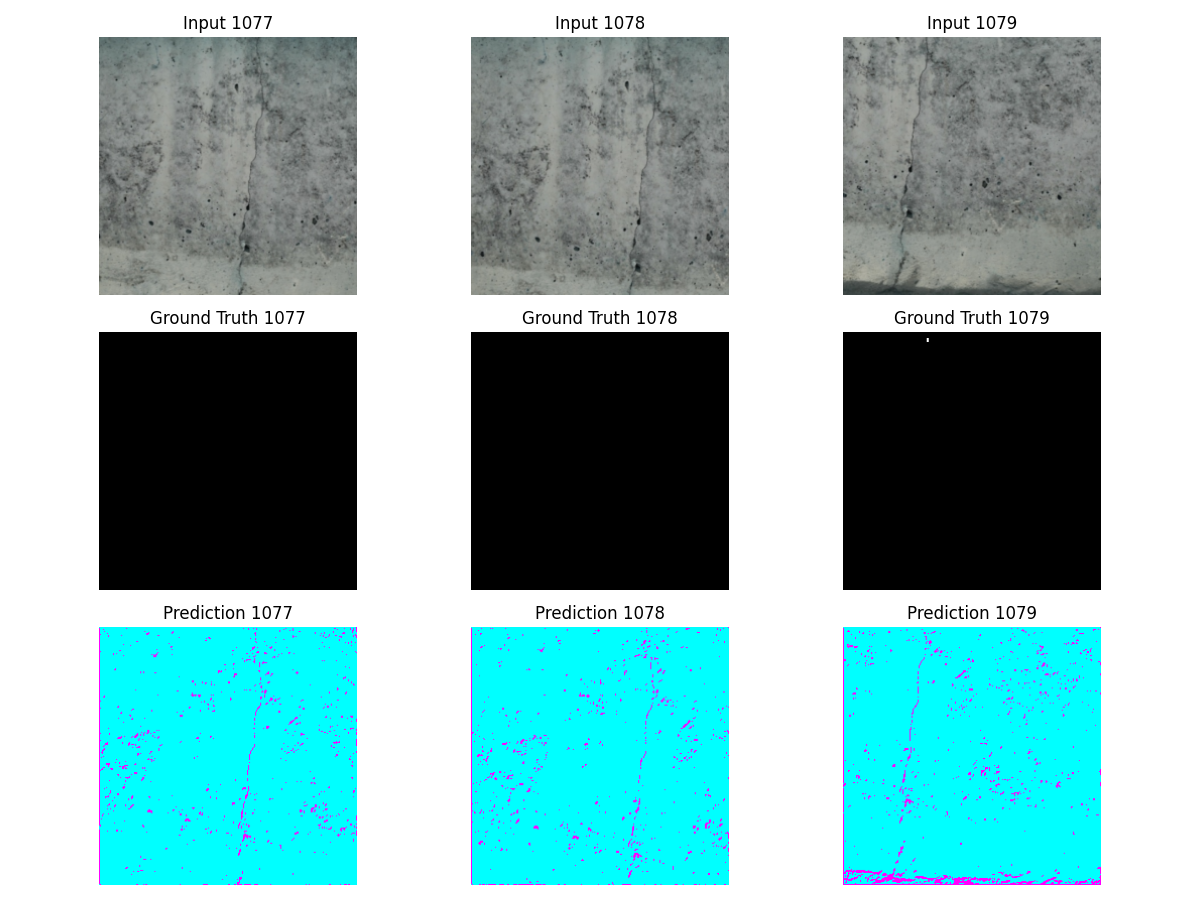 Input 1077
Input 1078
Input 1079
Ground Truth 1077
Ground Truth 1078
Ground Truth 1079
Prediction 1077
Prediction 1078
Prediction 1079